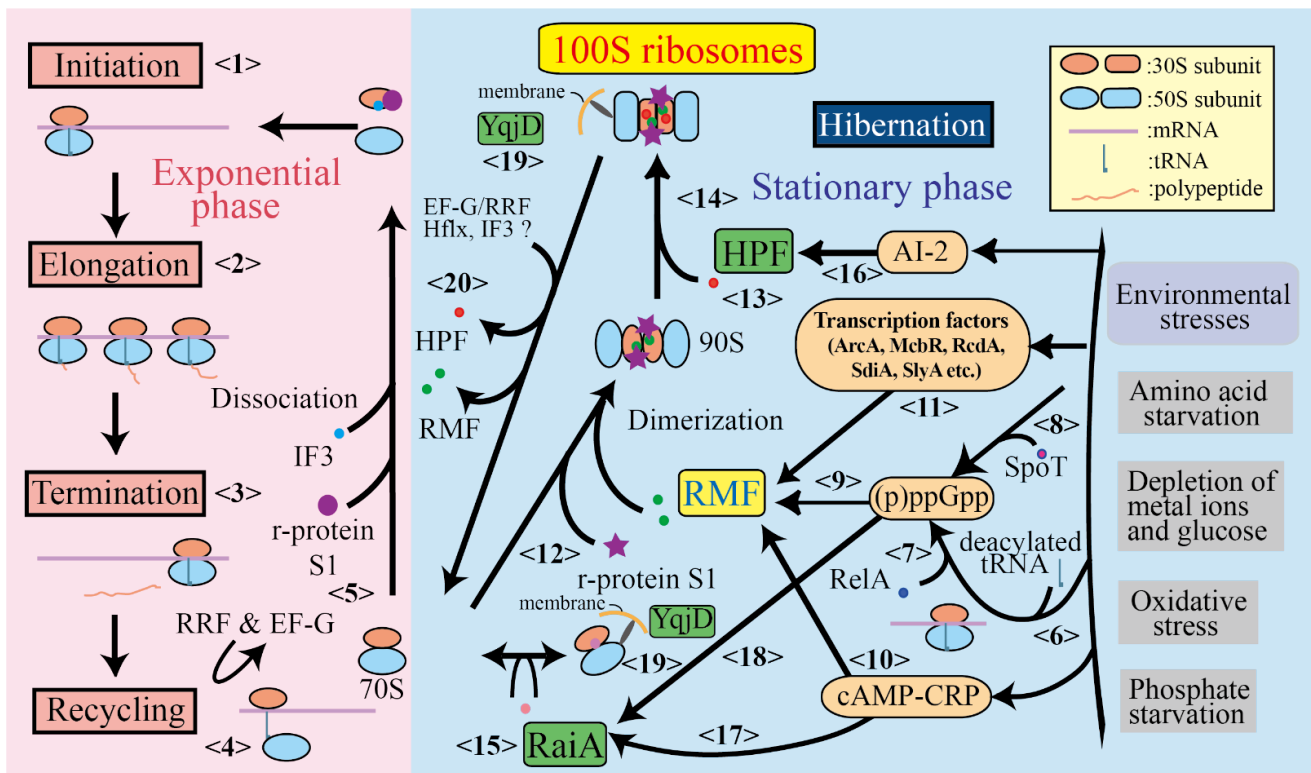 Initiation
<1>
Exponential
phase
Elongation
<2>
Dissociation
IF3
Termination
<3>
r-protein
S1
<5>
RRF & EF-G
70S
Recycling
<4>
100S ribosomes
membrane
YqjD
<19>
Hibernation
Stationary phase
<14>
EF-G/RRF
Hflx, IF3 ?
<20>
HPF
RMF
HPF
<13>
<16>
AI-2
90S
Dimerization
Transcription factors
(ArcA, McbR, RcdA,
SdiA, SlyA etc.)
<11>
<8>
SpoT
RMF
<9>
(p)ppGpp
<12>
r-protein S1
<7>
deacylated
tRNA
RelA
<6>
membrane
YqjD
<19>
<18>
<10>
cAMP-CRP
<15>
RaiA
<17>
:30S subunit
:50S subunit
:mRNA
:tRNA
:polypeptide
Environmental
stresses
Amino acid
starvation
Depletion of
metal ions
and glucose
Oxidative
stress
Phosphate
starvation